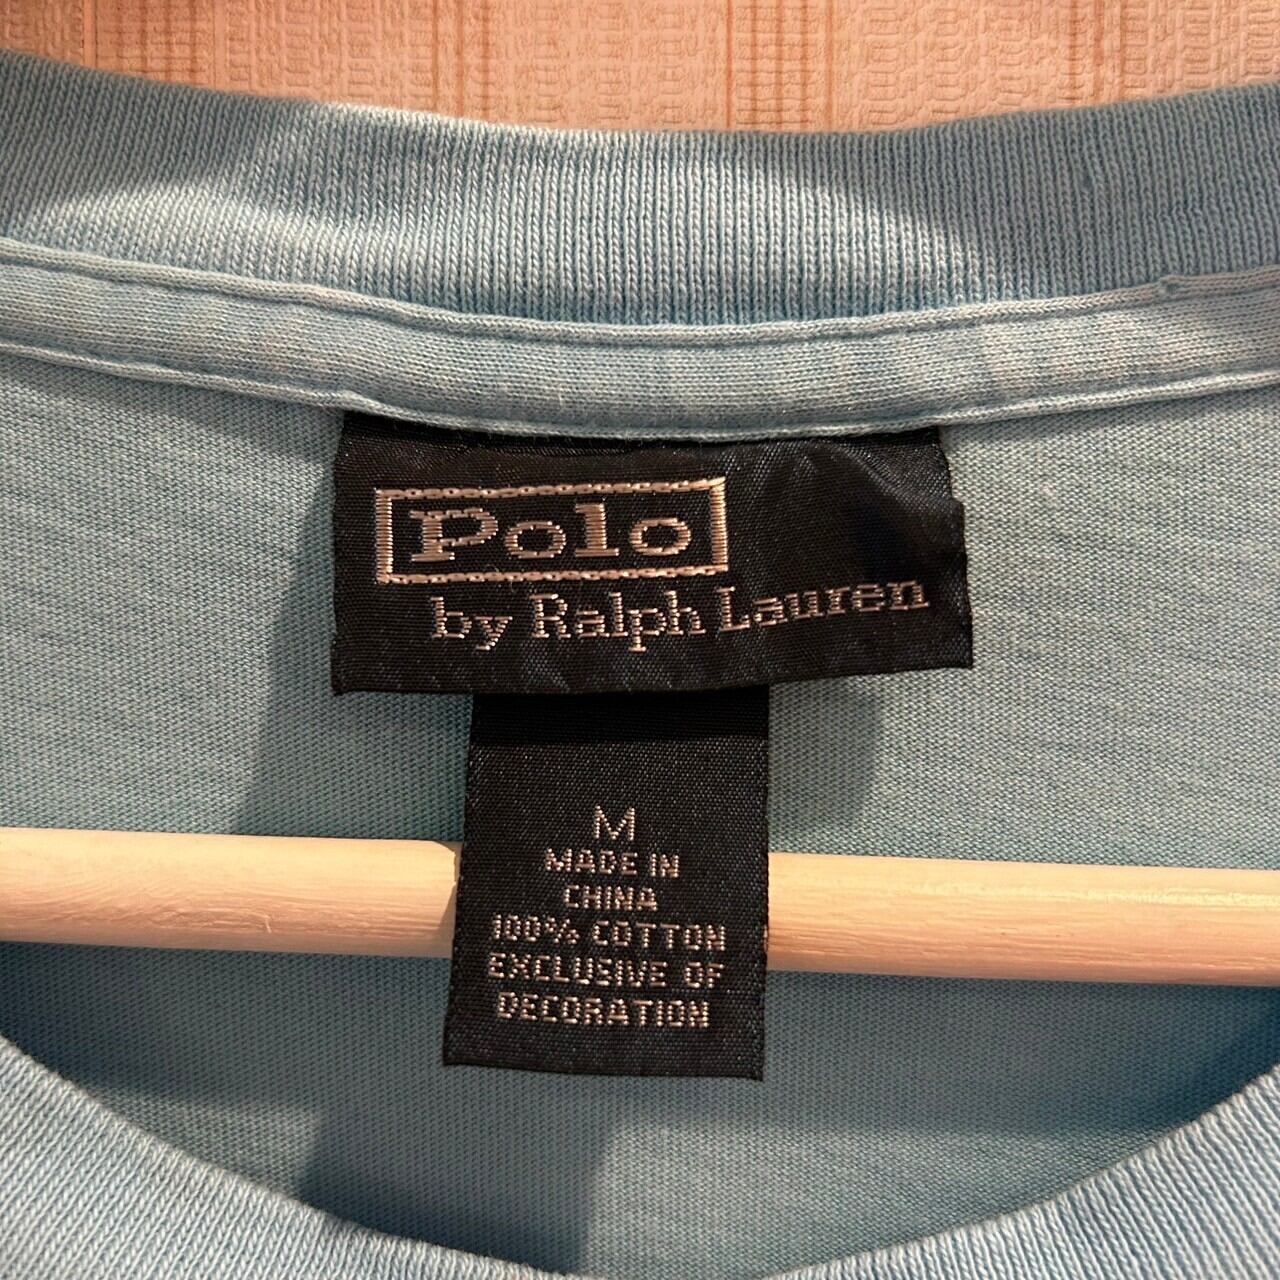 Polo
by Ralph Lauren
M
MADE IN
CHINA
100% COTTON
EXCLUSIVE OF
DECORATION